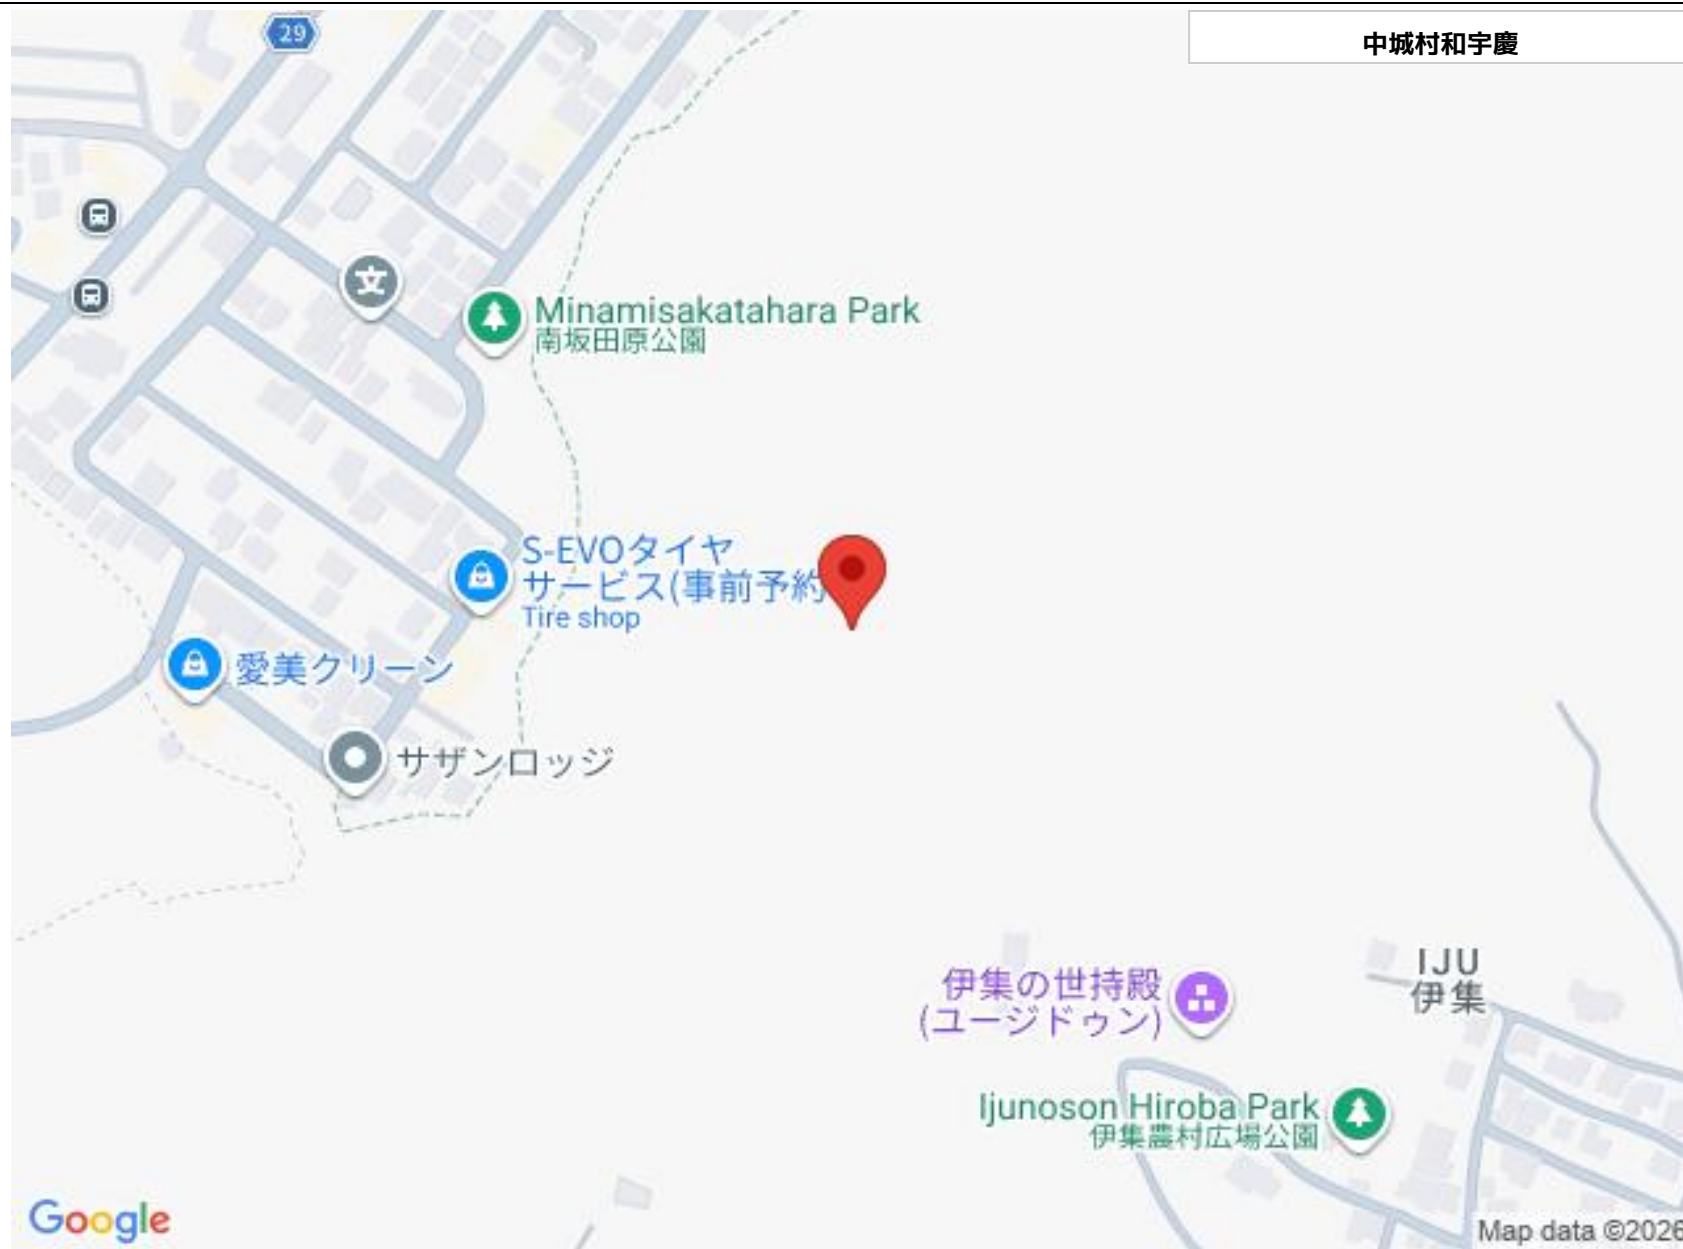 29
中城村和宇慶
文
Minamisakatahara Park
南坂田原公園
S-EVOタイヤ
サービス(事前予約
Tire shop
愛美クリーン
サザンロッジ
伊集の世持殿
(ユージドゥン)
IJU
伊集
Ijunoson Hiroba Park
伊集農村広場公園
Google
Map data ©2026